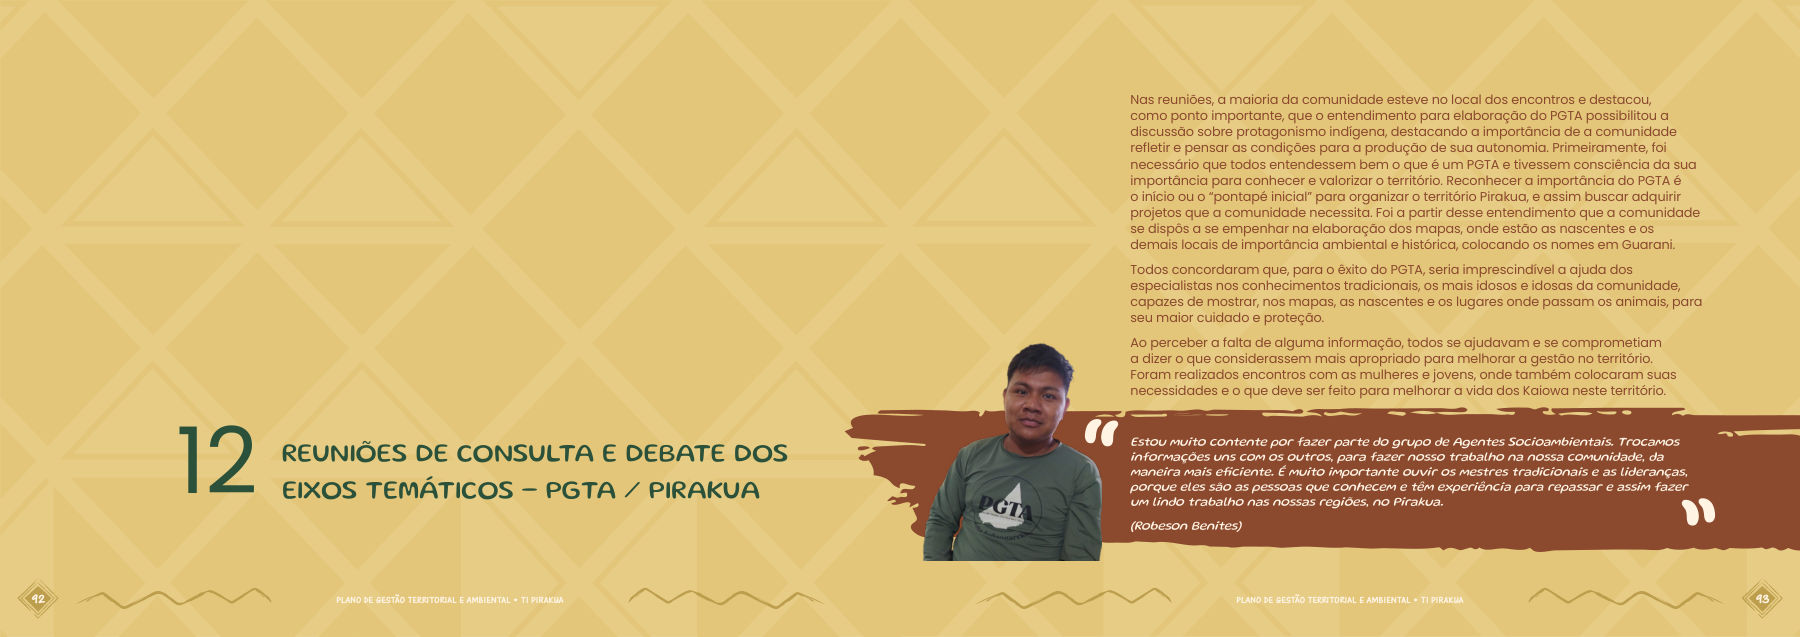 12
REUNIÕES DE CONSULTA E DEBATE DOS
EIXOS TEMÁTICOS – PGTA / PIRAKUA
92
PLANO DE GESTÃO TERRITORIAL E AMBIENTAL • TI PIRAKUA
Nas reuniões, a maioria da comunidade esteve no local dos encontros e destacou,
como ponto importante, que o entendimento para elaboração do PGTA possibilitou a
discussão sobre protagonismo indígena, destacando a importância de a comunidade
refletir e pensar as condições para a produção de sua autonomia. Primeiramente, foi
necessário que todos entendessem bem o que é um PGTA e tivessem consciência da sua
importância para conhecer e valorizar o território. Reconhecer a importância do PGTA é
o início ou o “pontapé inicial” para organizar o território Pirakua, e assim buscar adquirir
projetos que a comunidade necessita. Foi a partir desse entendimento que a comunidade
se dispôs a se empenhar na elaboração dos mapas, onde estão as nascentes e os
demais locais de importância ambiental e histórica, colocando os nomes em Guarani.
Todos concordaram que, para o êxito do PGTA, seria imprescindível a ajuda dos
especialistas nos conhecimentos tradicionais, os mais idosos e idosas da comunidade,
capazes de mostrar, nos mapas, as nascentes e os lugares onde passam os animais, para
seu maior cuidado e proteção.
Ao perceber a falta de alguma informação, todos se ajudavam e se comprometiam
a dizer o que considerassem mais apropriado para melhorar a gestão no território.
Foram realizados encontros com as mulheres e jovens, onde também colocaram suas
necessidades e o que deve ser feito para melhorar a vida dos Kaiowa neste território.
“
Estou muito contente por fazer parte do grupo de Agentes Socioambientais. Trocamos
informações uns com os outros, para fazer nosso trabalho na nossa comunidade, da
maneira mais eficiente. É muito importante ouvir os mestres tradicionais e as lideranças,
porque eles são as pessoas que conhecem e têm experiência para repassar e assim fazer
um lindo trabalho nas nossas regiões, no Pirakua.
”
(Robeson Benites)
PGTA
PLANO DE GESTÃO TERRITORIAL E AMBIENTAL • TI PIRAKUA
93